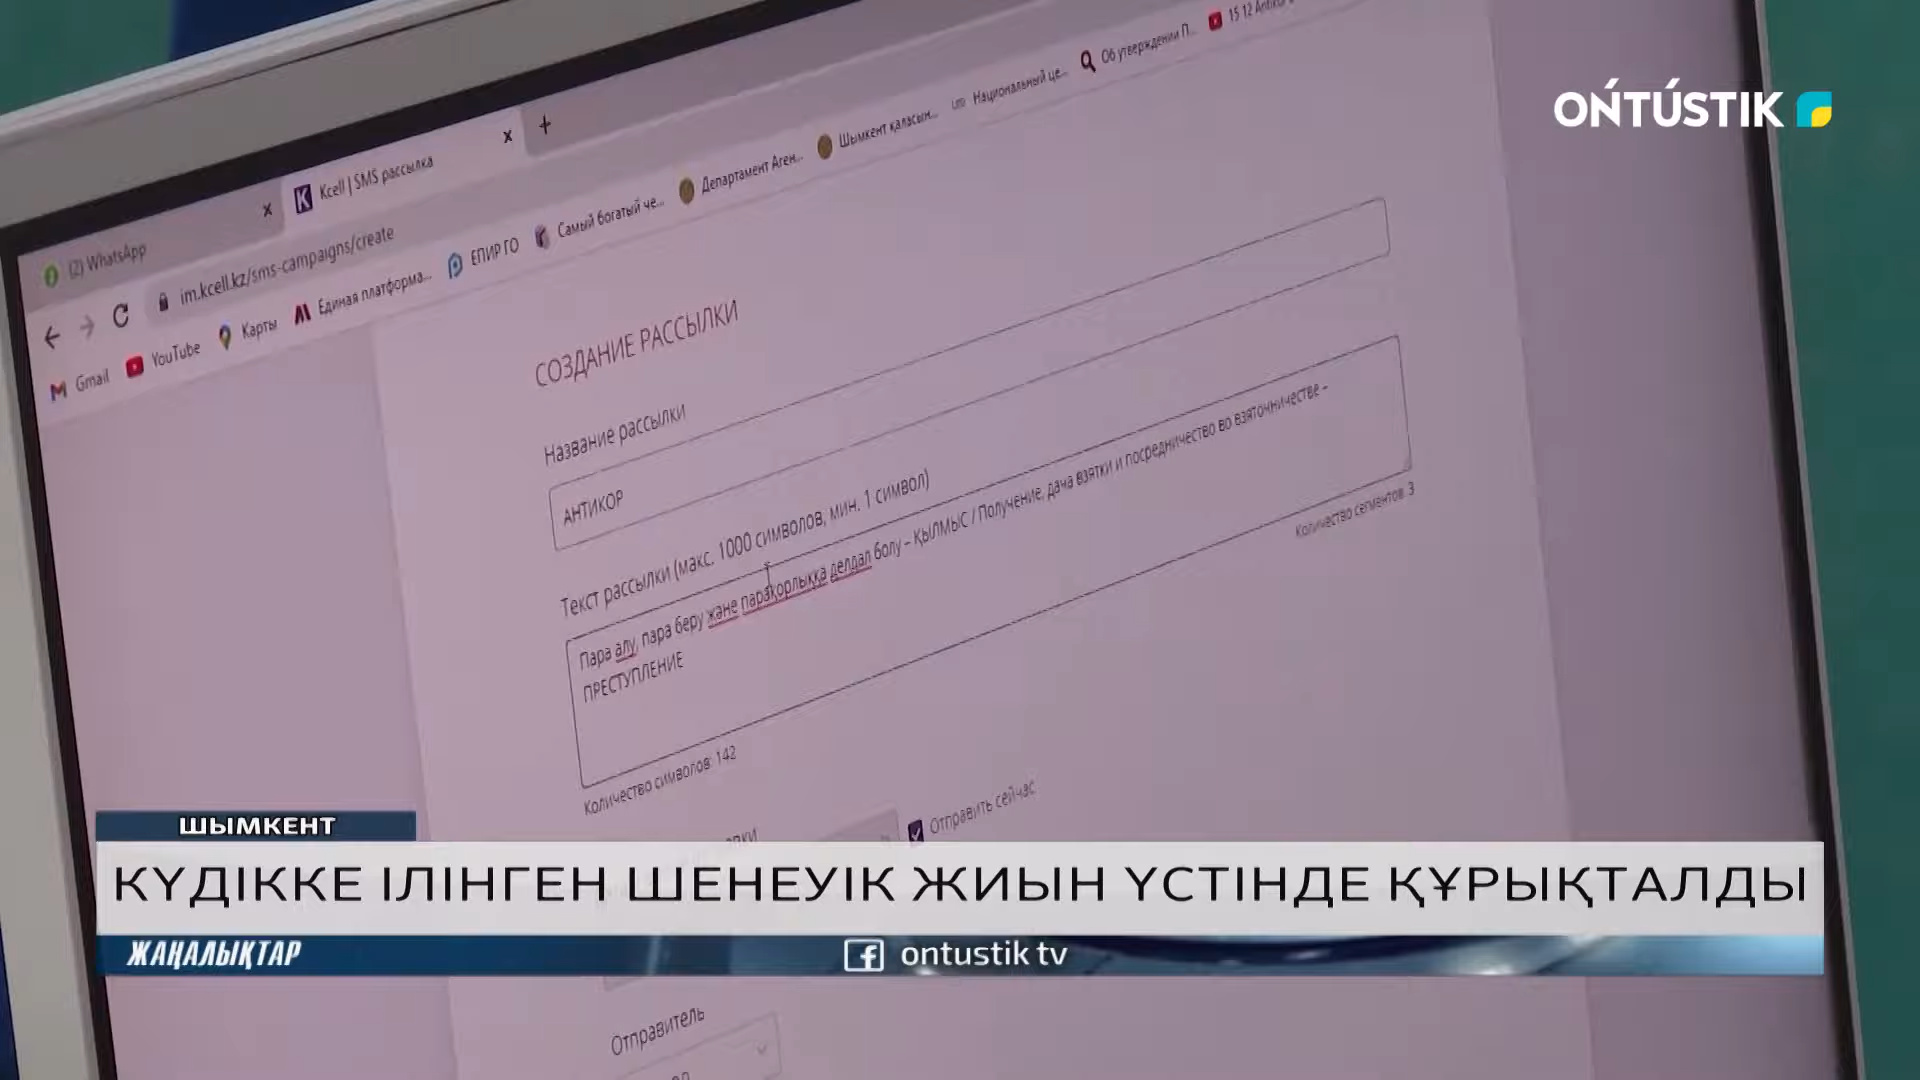 OŃTÚSTIK
(2) WhatsApp
Kcell | SMS рассылка
im.kcell.kz/sms-campaigns/create
Gmail
YouTube
Карты
Единая платформа...
ЕПИР ГО
Самый богатый че...
Департамент Аген...
Шымкент қаласын...
Национальный це...
Об утверждении П...
СОЗДАНИЕ РАССЫЛКИ
Название рассылки
АНТИКОР
Текст рассылки (макс. 1000 символов, мин. 1 символ)
Пара алу, пара беру және парақорлыққа делдал болу – ҚЫЛМЫС / Получение, дача взятки и посредничество во взяточничестве –
ПРЕСТУПЛЕНИЕ
Количество сегментов: 3
Количество символов: 142
Отправить сейчас
ШЫМКЕНТ
КҮДІККЕ ІЛІНГЕН ШЕНЕУІК ЖИЫН ҮСТІНДЕ ҚҰРЫҚТАЛДЫ
ЖАҢАЛЫҚТАР
ontustik tv
Отправитель